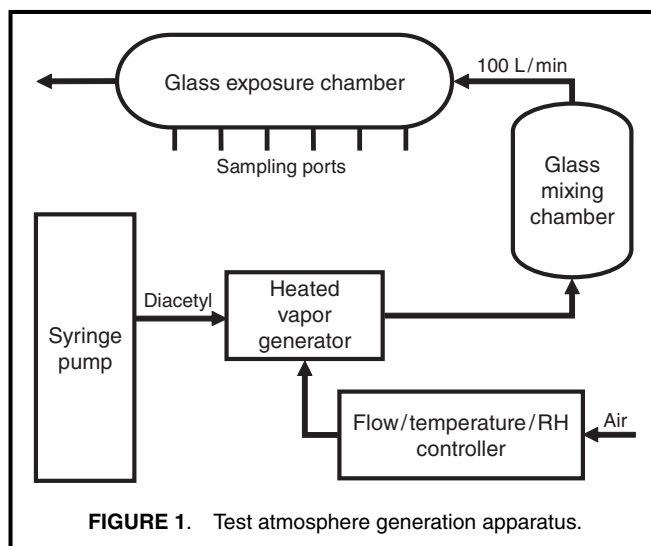 100 L/min
Glass exposure chamber
Sampling ports
Glass
mixing
chamber
Syringe
pump
Diacetyl
Heated
vapor
generator
Flow/temperature/RH
controller
Air
FIGURE 1. Test atmosphere generation apparatus.